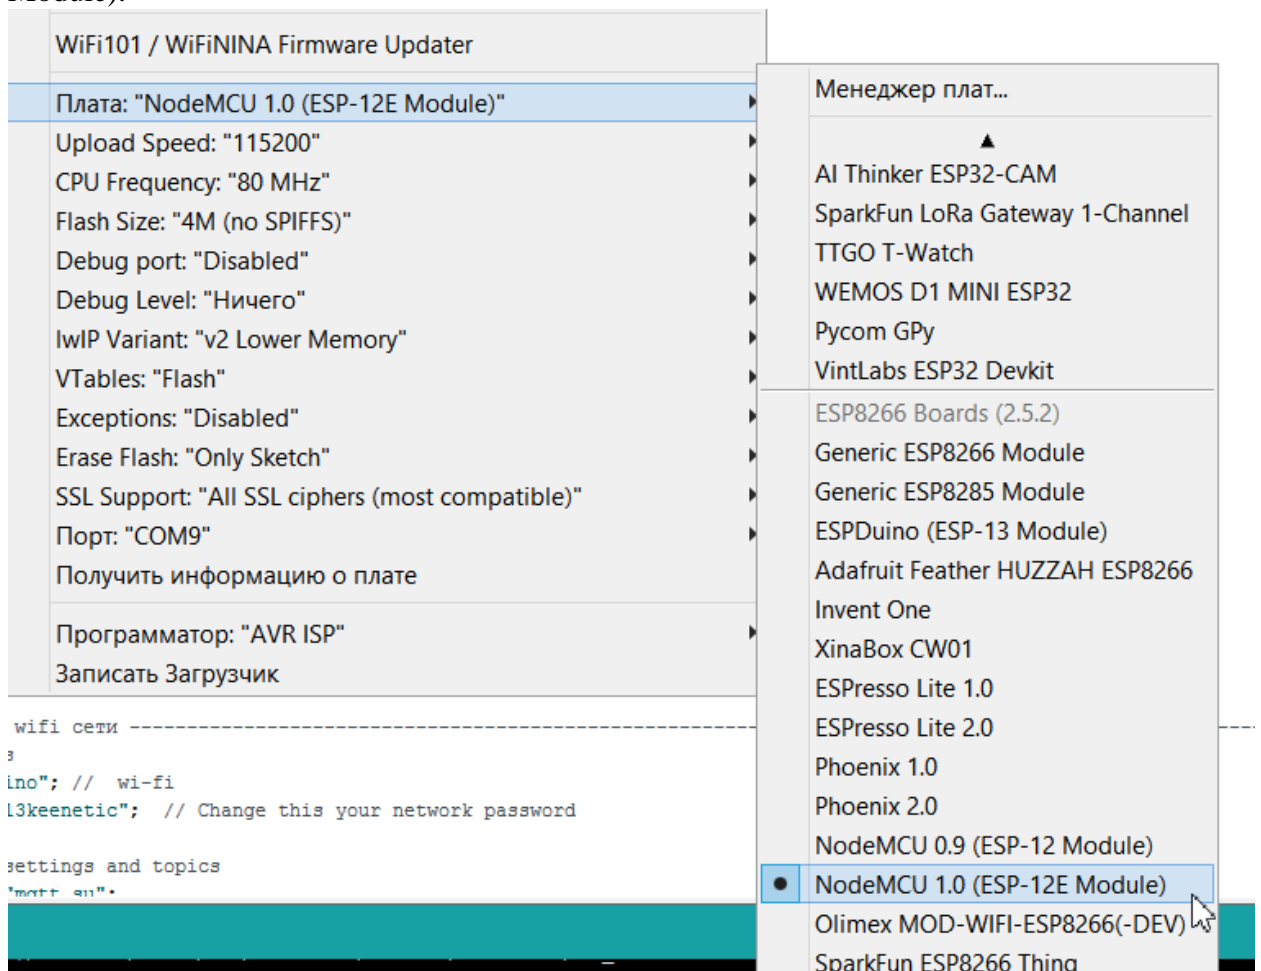 Module).
WiFi101 / WiFiNINA Firmware Updater
Плата: "NodeMCU 1.0 (ESP-12E Module)"
Upload Speed: "115200"
CPU Frequency: "80 MHz"
Flash Size: "4M (no SPIFFS)"
Debug port: "Disabled"
Debug Level: "Ничего"
lwIP Variant: "v2 Lower Memory"
VTables: "Flash"
Exceptions: "Disabled"
Erase Flash: "Only Sketch"
SSL Support: "All SSL ciphers (most compatible)"
Порт: "COM9"
Получить информацию о плате
Программатор: "AVR ISP"
Записать Загрузчик
Менеджер плат...
AI Thinker ESP32-CAM
SparkFun LoRa Gateway 1-Channel
TTGO T-Watch
WEMOS D1 MINI ESP32
Pycom GPy
VintLabs ESP32 Devkit
ESP8266 Boards (2.5.2)
Generic ESP8266 Module
Generic ESP8285 Module
ESPDuino (ESP-13 Module)
Adafruit Feather HUZZAH ESP8266
Invent One
XinaBox CW01
ESPresso Lite 1.0
ESPresso Lite 2.0
Phoenix 1.0
Phoenix 2.0
NodeMCU 0.9 (ESP-12 Module)
NodeMCU 1.0 (ESP-12E Module)
Olimex MOD-WIFI-ESP8266(-DEV)
SparkFun ESP8266 Thing
wifi сети -------------------------------------------------------
s
ino"; // wi-fi
13keenetic"; // Change this your network password
settings and topics
"mqtt su";